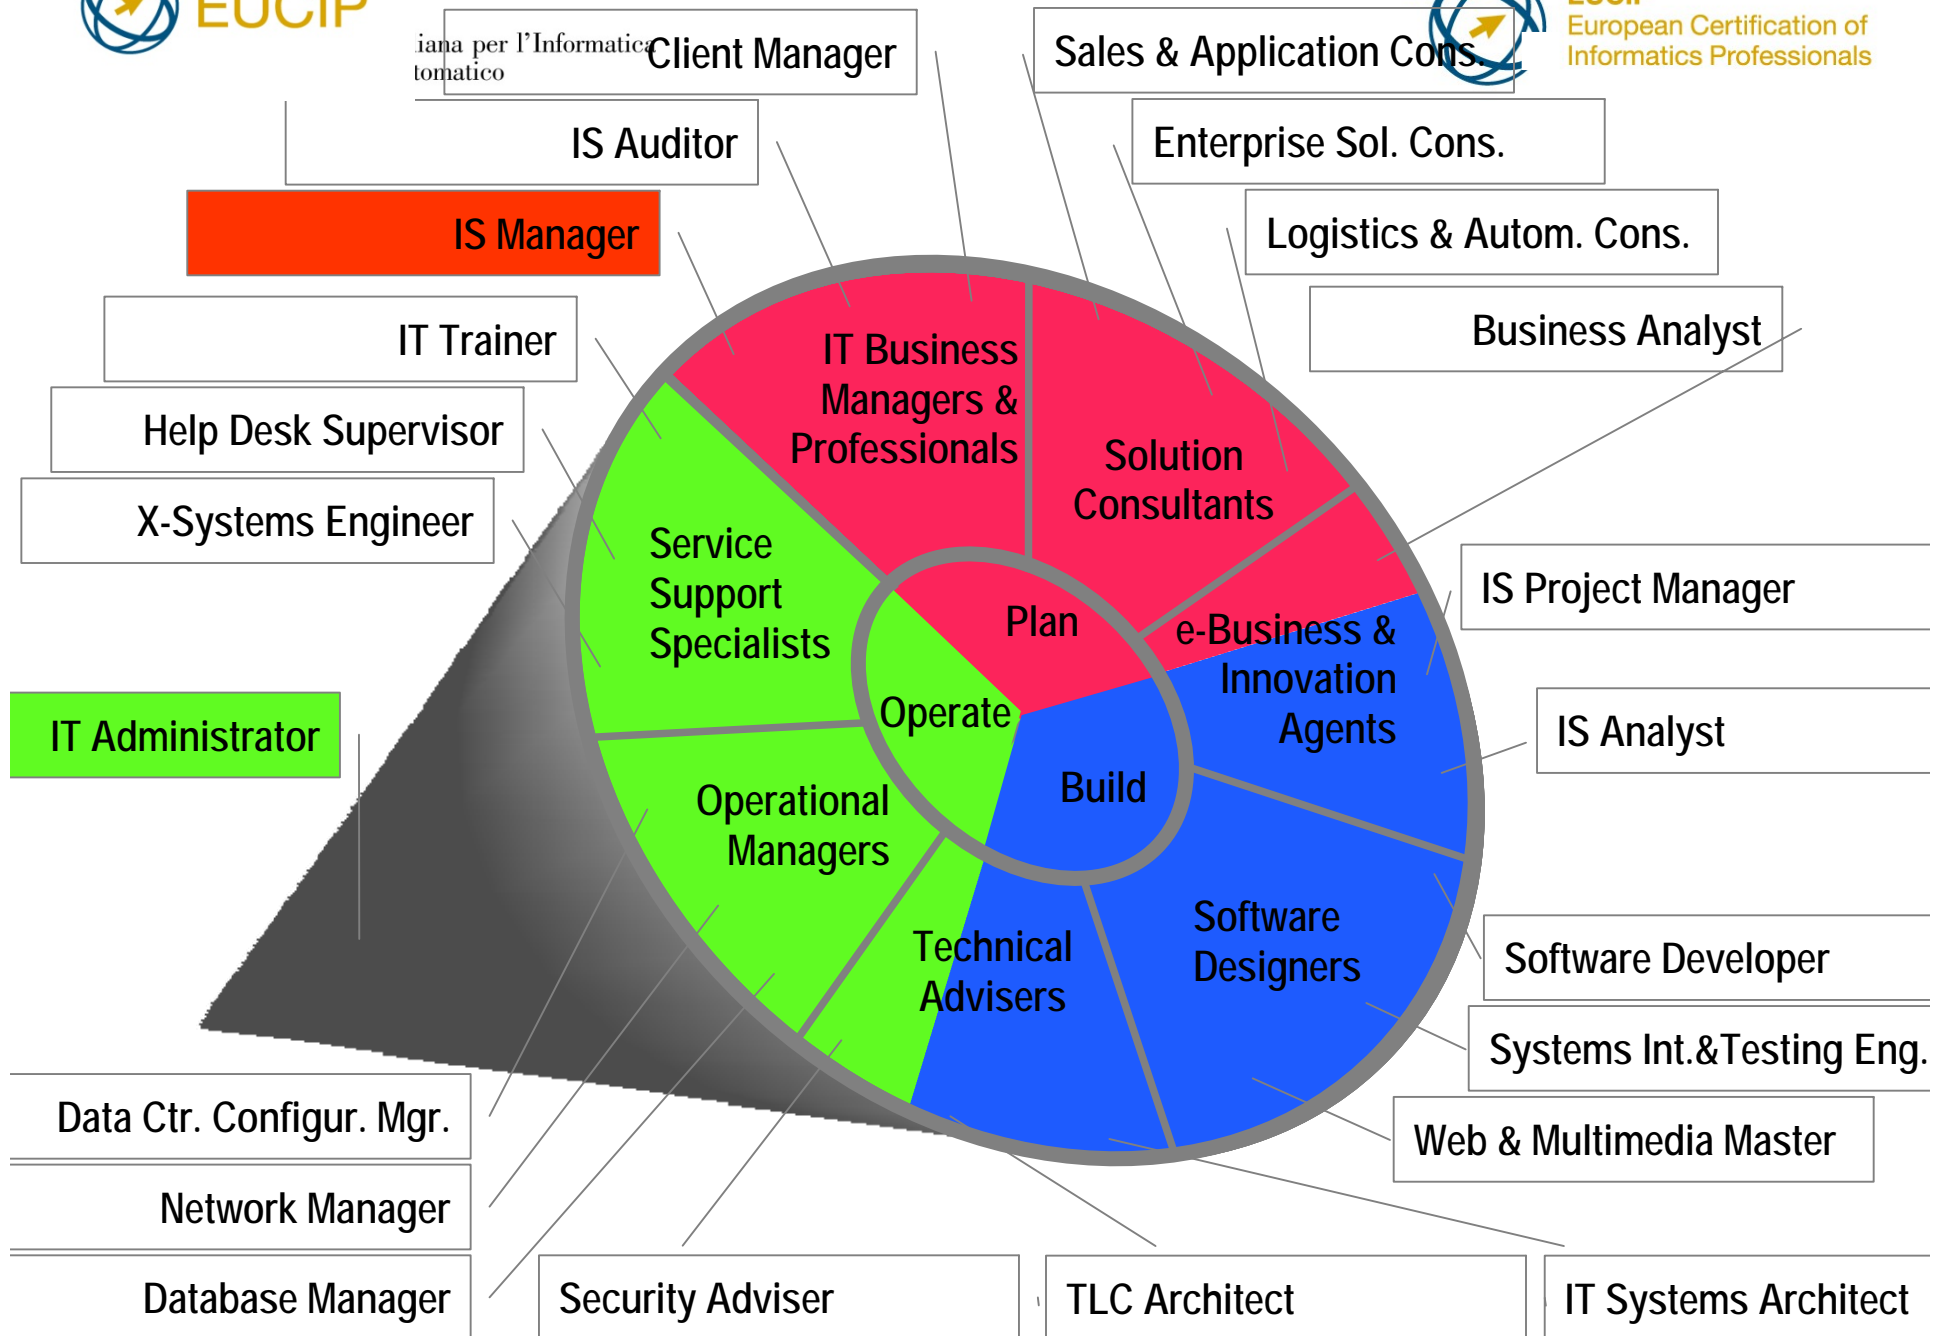 EUCIP
iana per l'Informatica
tomatico
EUCIP
European Certification of
Informatics Professionals
Client Manager
Sales & Application Cons.
IS Auditor
Enterprise Sol. Cons.
IS Manager
Logistics & Autom. Cons.
IT Trainer
Business Analyst
Help Desk Supervisor
X-Systems Engineer
IT Business
Managers &
Professionals
Solution
Consultants
Service
Support
Specialists
Plan
e-Business &
Innovation
Agents
IS Project Manager
IT Administrator
Operate
IS Analyst
Build
Operational
Managers
Technical
Advisers
Software
Designers
Software Developer
Systems Int.&Testing Eng.
Data Ctr. Configur. Mgr.
Web & Multimedia Master
Network Manager
Database Manager
Security Adviser
TLC Architect
IT Systems Architect